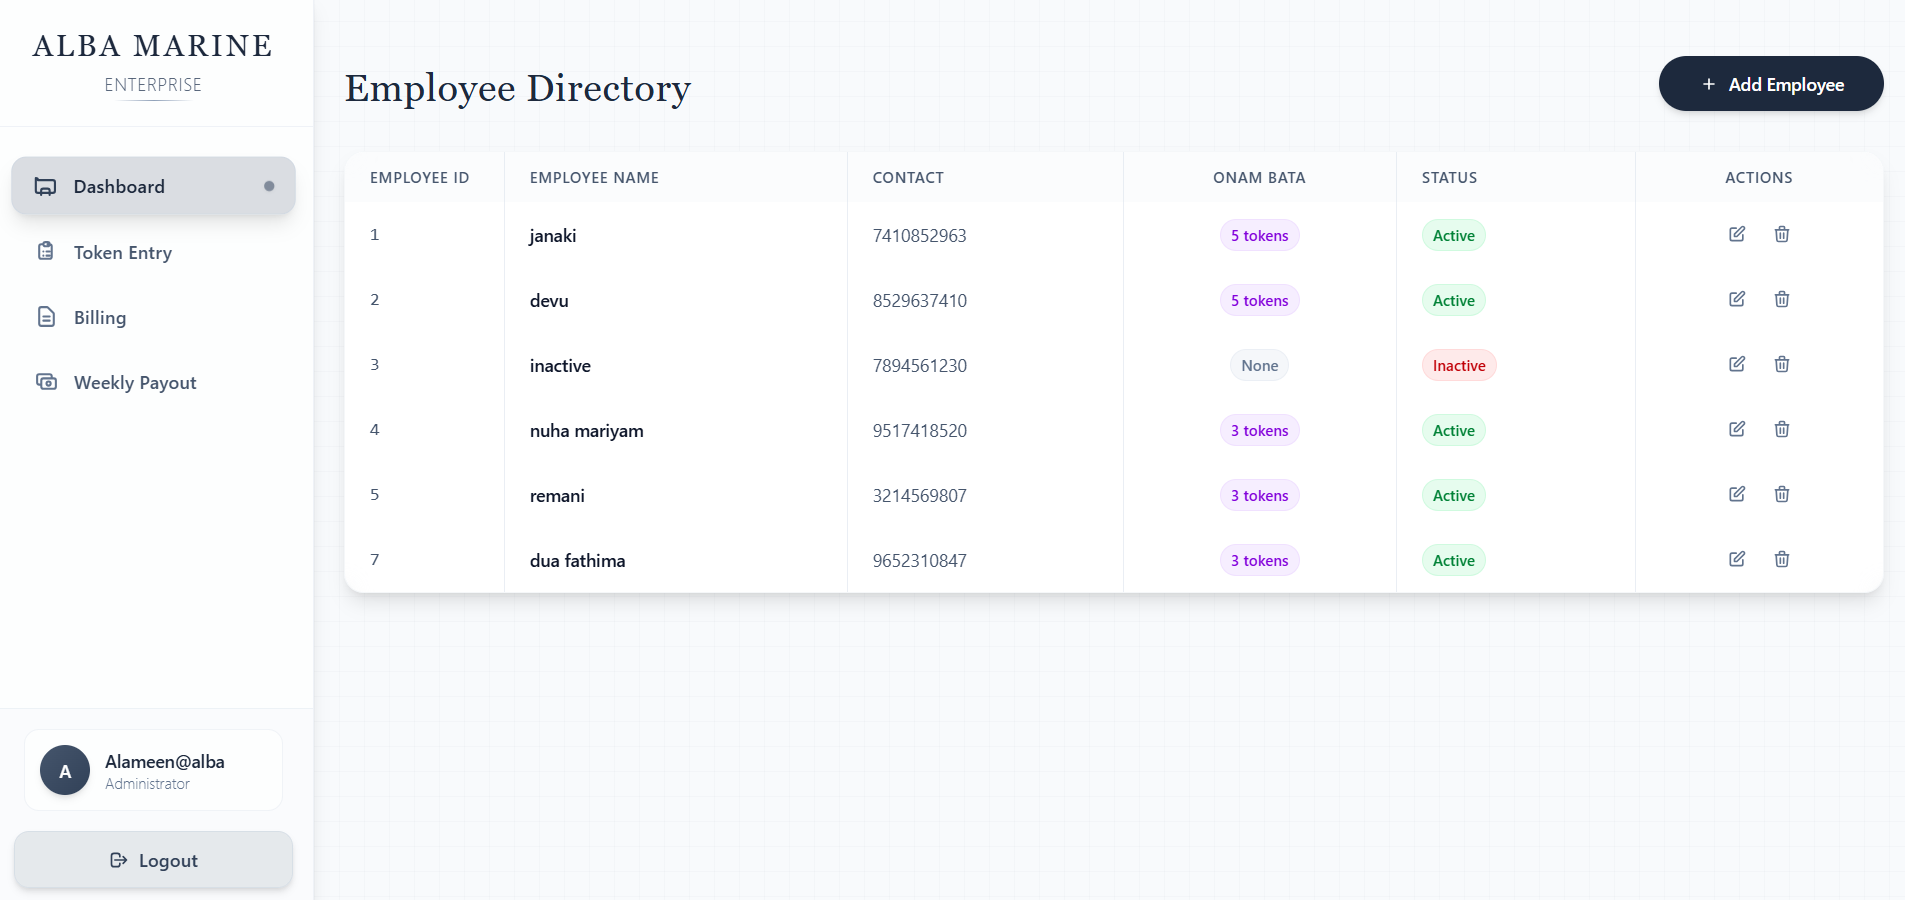 ALBA MARINE
ENTERPRISE
Dashboard
Token Entry
Billing
Weekly Payout
A
Alameen@alba
Administrator
Logout
Employee Directory
+ Add Employee
EMPLOYEE ID EMPLOYEE NAME CONTACT ONAM BATA STATUS ACTIONS
1 janaki 7410852963 5 tokens Active
2 devu 8529637410 5 tokens Active
3 inactive 7894561230 None Inactive
4 nuha mariyam 9517418520 3 tokens Active
5 remani 3214569807 3 tokens Active
7 dua fathima 9652310847 3 tokens Active